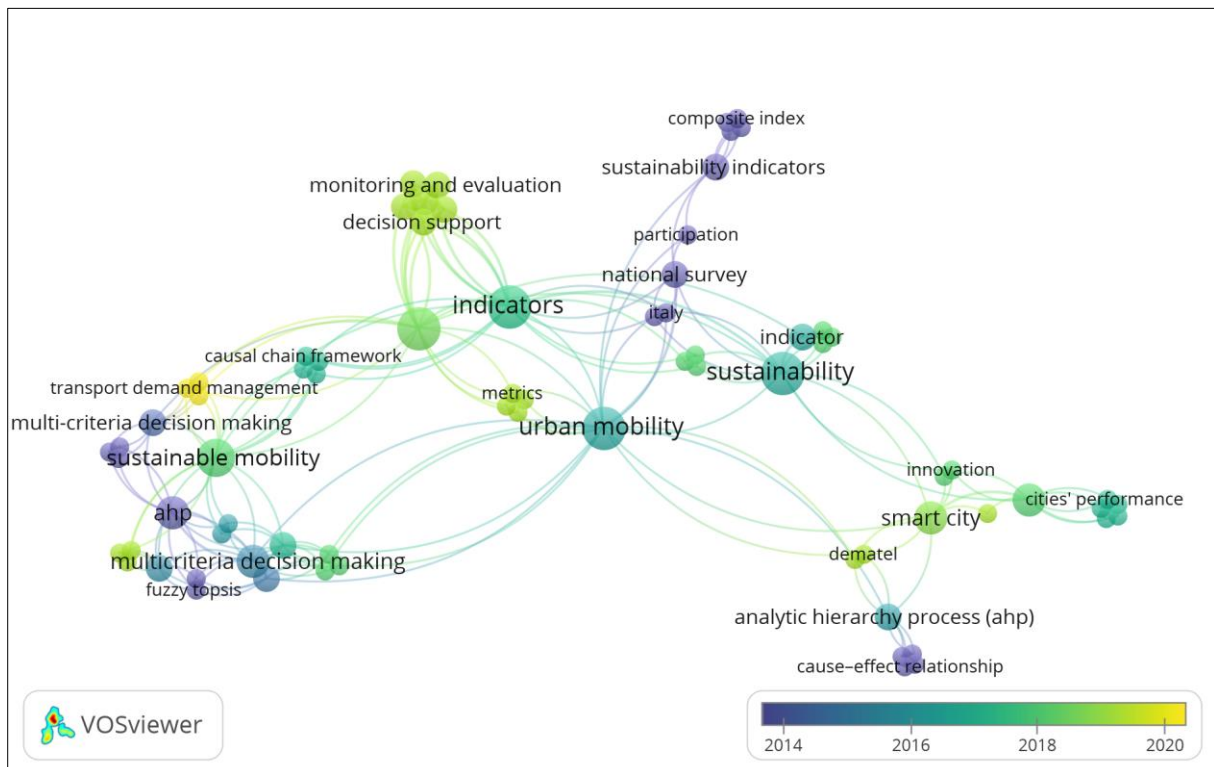 composite index
sustainability indicators
monitoring and evaluation
decision support
participation
national survey
indicators
italy
indicator
causal chain framework
sustainability
transport demand management
metrics
multi-criteria decision making
urban mobility
sustainable mobility
innovation
cities' performance
ahp
smart city
dematel
multicriteria decision making
fuzzy topsis
analytic hierarchy process (ahp)
cause–effect relationship
VOSviewer
2014 2016 2018 2020